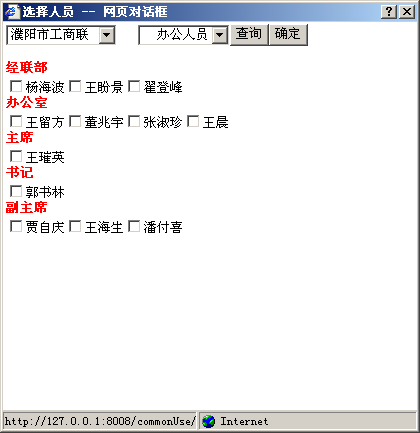 选择人员 -- 网页对话框
濮阳市工商联 办公人员 查询 确定
经联部
杨海波 王盼景 翟登峰
办公室
王留方 董兆宇 张淑珍 王晨
主席
王璀英
书记
郭书林
副主席
贾自庆 王海生 潘付喜
http://127.0.0.1:8008/commonUse/ Internet